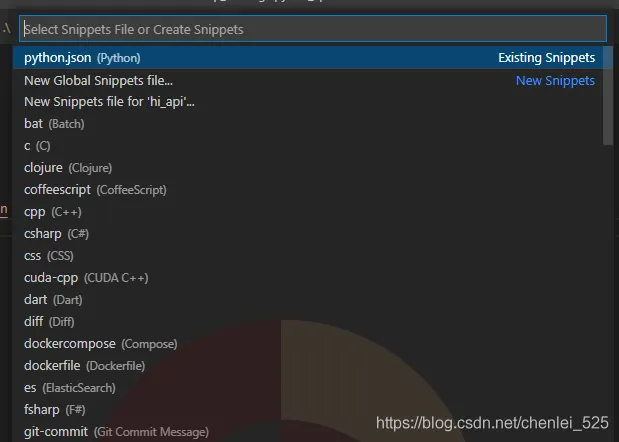 .\
Select Snippets File or Create Snippets
python.json (Python) Existing Snippets
New Global Snippets file... New Snippets
New Snippets file for 'hi_api'...
bat (Batch)
c (C)
clojure (Clojure)
coffeescript (CoffeeScript)
n
cpp (C++)
csharp (C#)
css (CSS)
cuda-cpp (CUDA C++)
dart (Dart)
diff (Diff)
dockercompose (Compose)
dockerfile (Dockerfile)
es (ElasticSearch)
fsharp (F#)
git-commit (Git Commit Message)
https://blog.csdn.net/chenlei_525